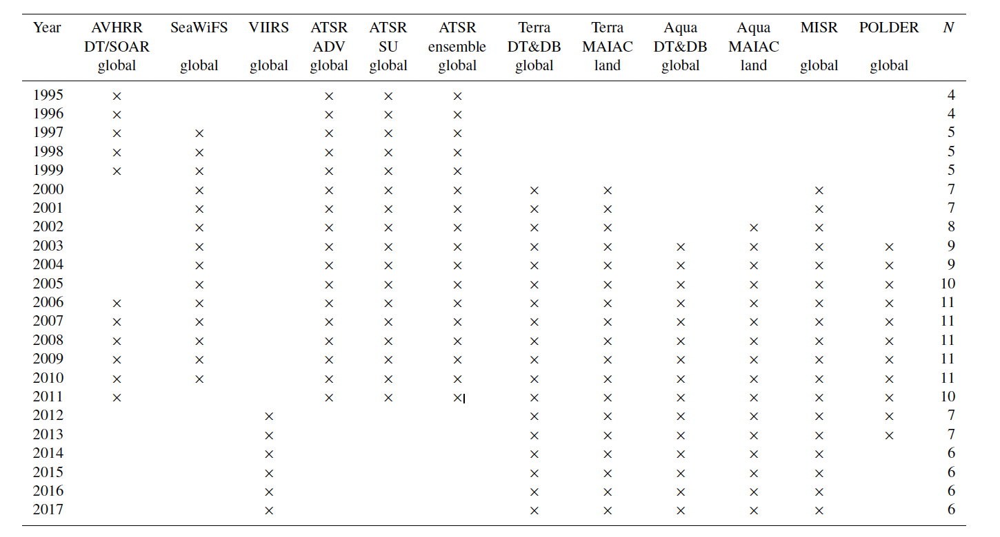 Year AVHRR SeaWiFS VIIRS ATSR ATSR ATSR Terra Terra Aqua Aqua MISR POLDER N
DT/SOAR ADV SU ensemble DT&DB MAIAC DT&DB MAIAC
global global global global global global global land global land global global
1995 × × × × 4
1996 × × × × 4
1997 × × × × × 5
1998 × × × × × 5
1999 × × × × × 5
2000 × × × × × × × 7
2001 × × × × × × × 7
2002 × × × × × × × × 8
2003 × × × × × × × × × × 9
2004 × × × × × × × × × × 9
2005 × × × × × × × × × × 10
2006 × × × × × × × × × × × 11
2007 × × × × × × × × × × × 11
2008 × × × × × × × × × × × 11
2009 × × × × × × × × × × × 11
2010 × × × × × × × × × × × 11
2011 × × × × × × × × × × 10
2012 × × × × × × × 7
2013 × × × × × × × 7
2014 × × × × × × 6
2015 × × × × × × 6
2016 × × × × × × 6
2017 × × × × × × 6